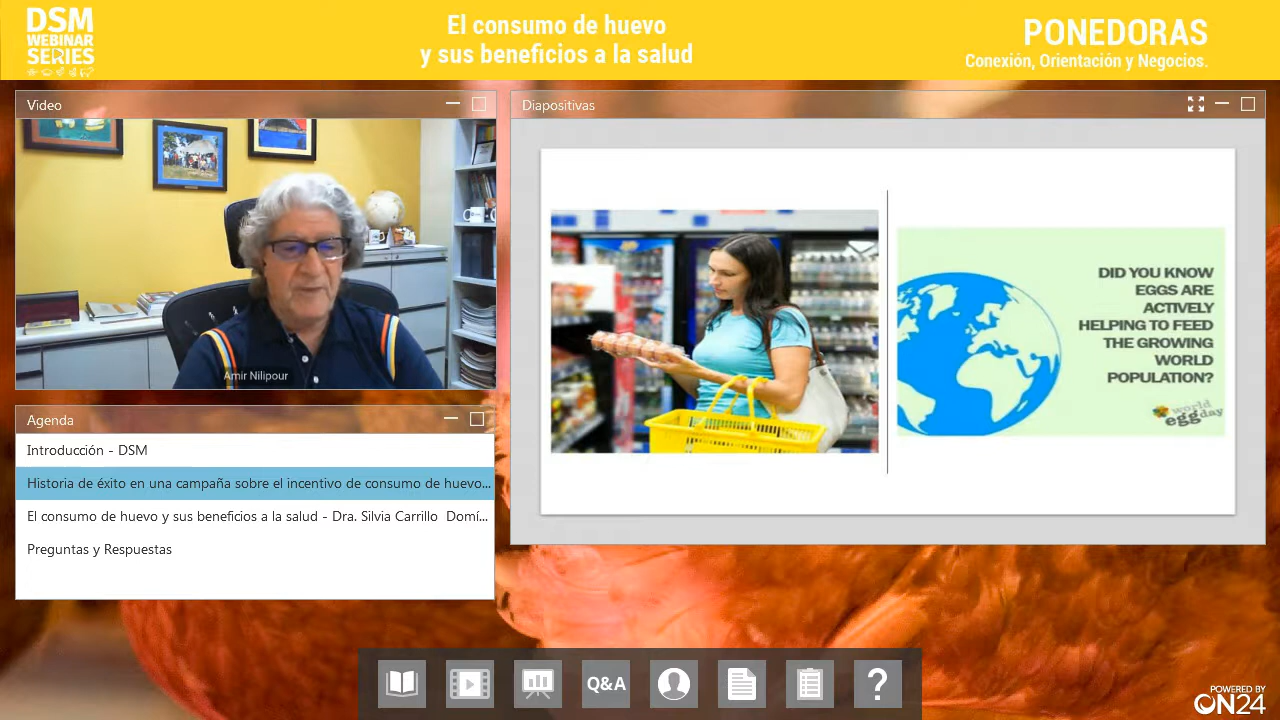 DSM
WEBINAR
SERIES
El consumo de huevo
y sus beneficios a la salud
PONEDORAS
Conexión, Orientación y Negocios.
Video
Amir Nilipour
Agenda
Introducción - DSM
Historia de éxito en una campaña sobre el incentivo de consumo de huevo...
El consumo de huevo y sus beneficios a la salud - Dra. Silvia Carrillo Domí...
Preguntas y Respuestas
Diapositivas
DID YOU KNOW
EGGS ARE
ACTIVELY
HELPING TO FEED
THE GROWING
WORLD
POPULATION?
world
egg day
Q&A
?
POWERED BY
ON24